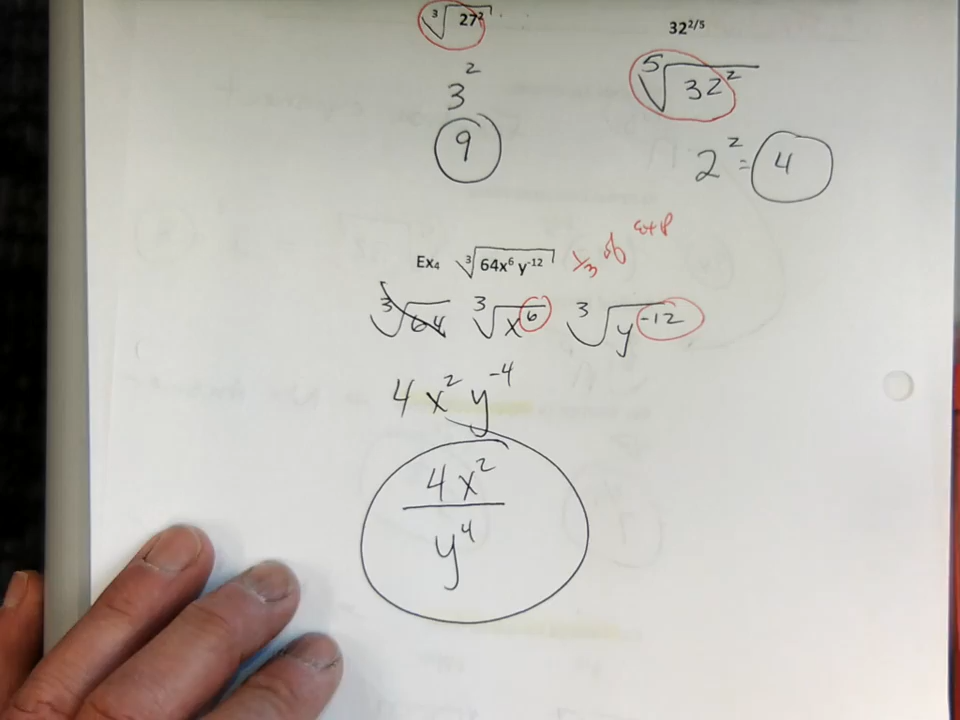 ∛27²
3²
9
32^2/5
⁵√32²
2² = 4
Ex₄ ∛64x⁶y⁻¹²
1/3 of exp
∛64 ∛x⁶ ∛y⁻¹²
4x²y⁻⁴
4x²
y⁴